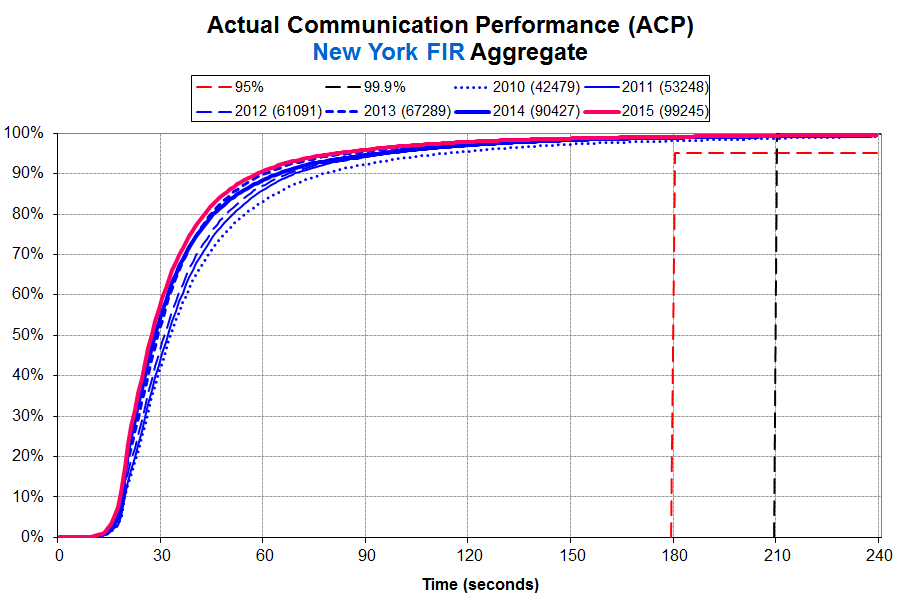 Actual Communication Performance (ACP)
New York FIR Aggregate
95% 99.9% 2010 (42479) 2011 (53248)
2012 (61091) 2013 (67289) 2014 (90427) 2015 (99245)
100%
90%
80%
70%
60%
50%
40%
30%
20%
10%
0%
0 30 60 90 120 150 180 210 240
Time (seconds)